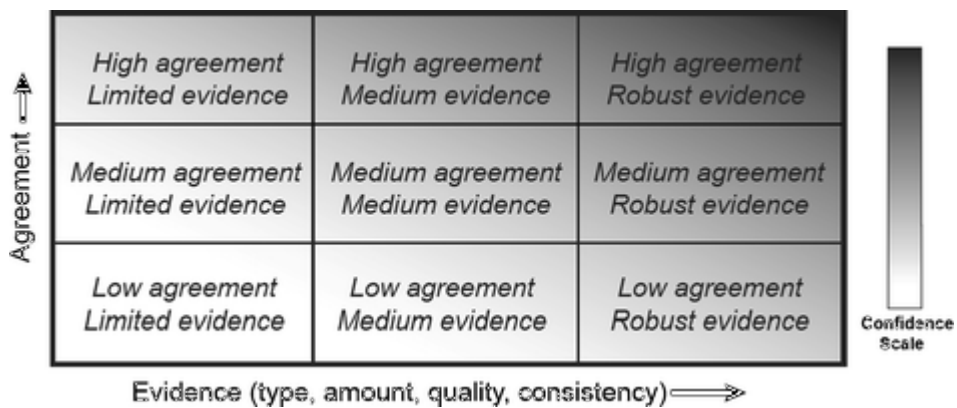 High agreement
Limited evidence
High agreement
Medium evidence
High agreement
Robust evidence
Medium agreement
Limited evidence
Medium agreement
Medium evidence
Medium agreement
Robust evidence
Low agreement
Limited evidence
Low agreement
Medium evidence
Low agreement
Robust evidence
Agreement
Evidence (type, amount, quality, consistency)
Confidence
Scale